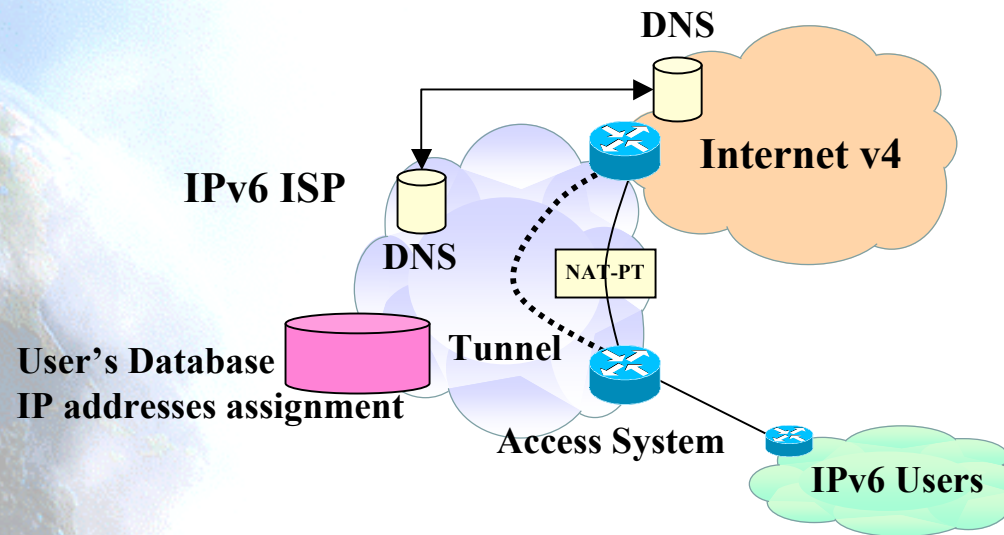 DNS
Internet v4
IPv6 ISP
DNS
NAT-PT
Tunnel
User’s Database
IP addresses assignment
Access System
IPv6 Users